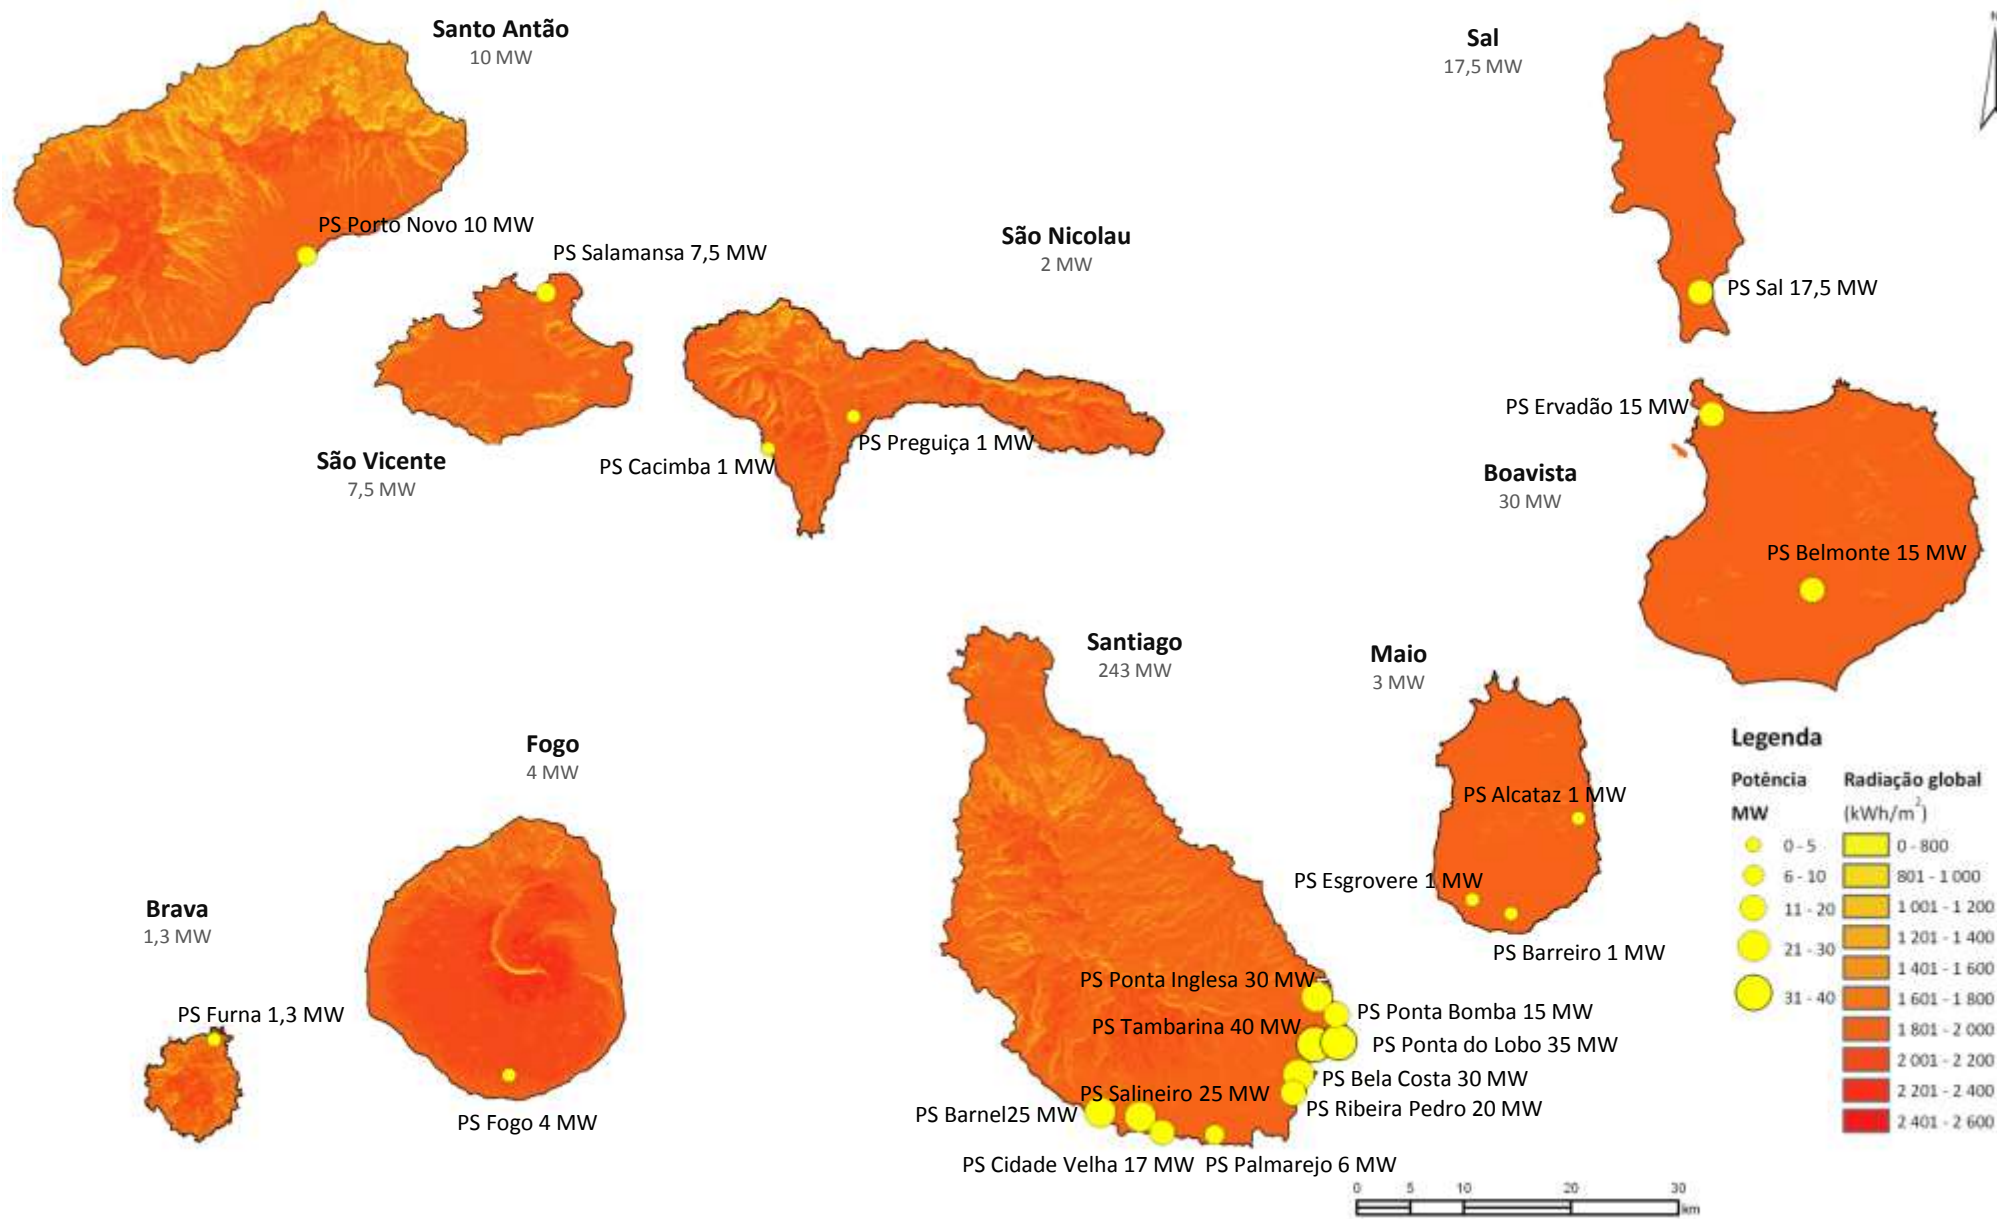 Santo Antão
10 MW
PS Porto Novo 10 MW
PS Salamansa 7,5 MW
São Vicente
7,5 MW
São Nicolau
2 MW
PS Preguiça 1 MW
PS Cacimba 1 MW
Sal
17,5 MW
PS Sal 17,5 MW
N
PS Ervadão 15 MW
Boavista
30 MW
PS Belmonte 15 MW
Santiago
243 MW
Maio
3 MW
PS Alcataz 1 MW
PS Esgrovere 1 MW
PS Barreiro 1 MW
Fogo
4 MW
PS Fogo 4 MW
Brava
1,3 MW
PS Furna 1,3 MW
PS Ponta Inglesa 30 MW
PS Ponta Bomba 15 MW
PS Tambarina 40 MW
PS Ponta do Lobo 35 MW
PS Bela Costa 30 MW
PS Salineiro 25 MW
PS Ribeira Pedro 20 MW
PS Barnel25 MW
PS Cidade Velha 17 MW
PS Palmarejo 6 MW
Legenda
Potência
MW
0 - 5
6 - 10
11 - 20
21 - 30
31 - 40
Radiação global
(kWh/m²)
0 - 800
801 - 1 000
1 001 - 1 200
1 201 - 1 400
1 401 - 1 600
1 601 - 1 800
1 801 - 2 000
2 001 - 2 200
2 201 - 2 400
2 401 - 2 600
0 5 10 20 30
km